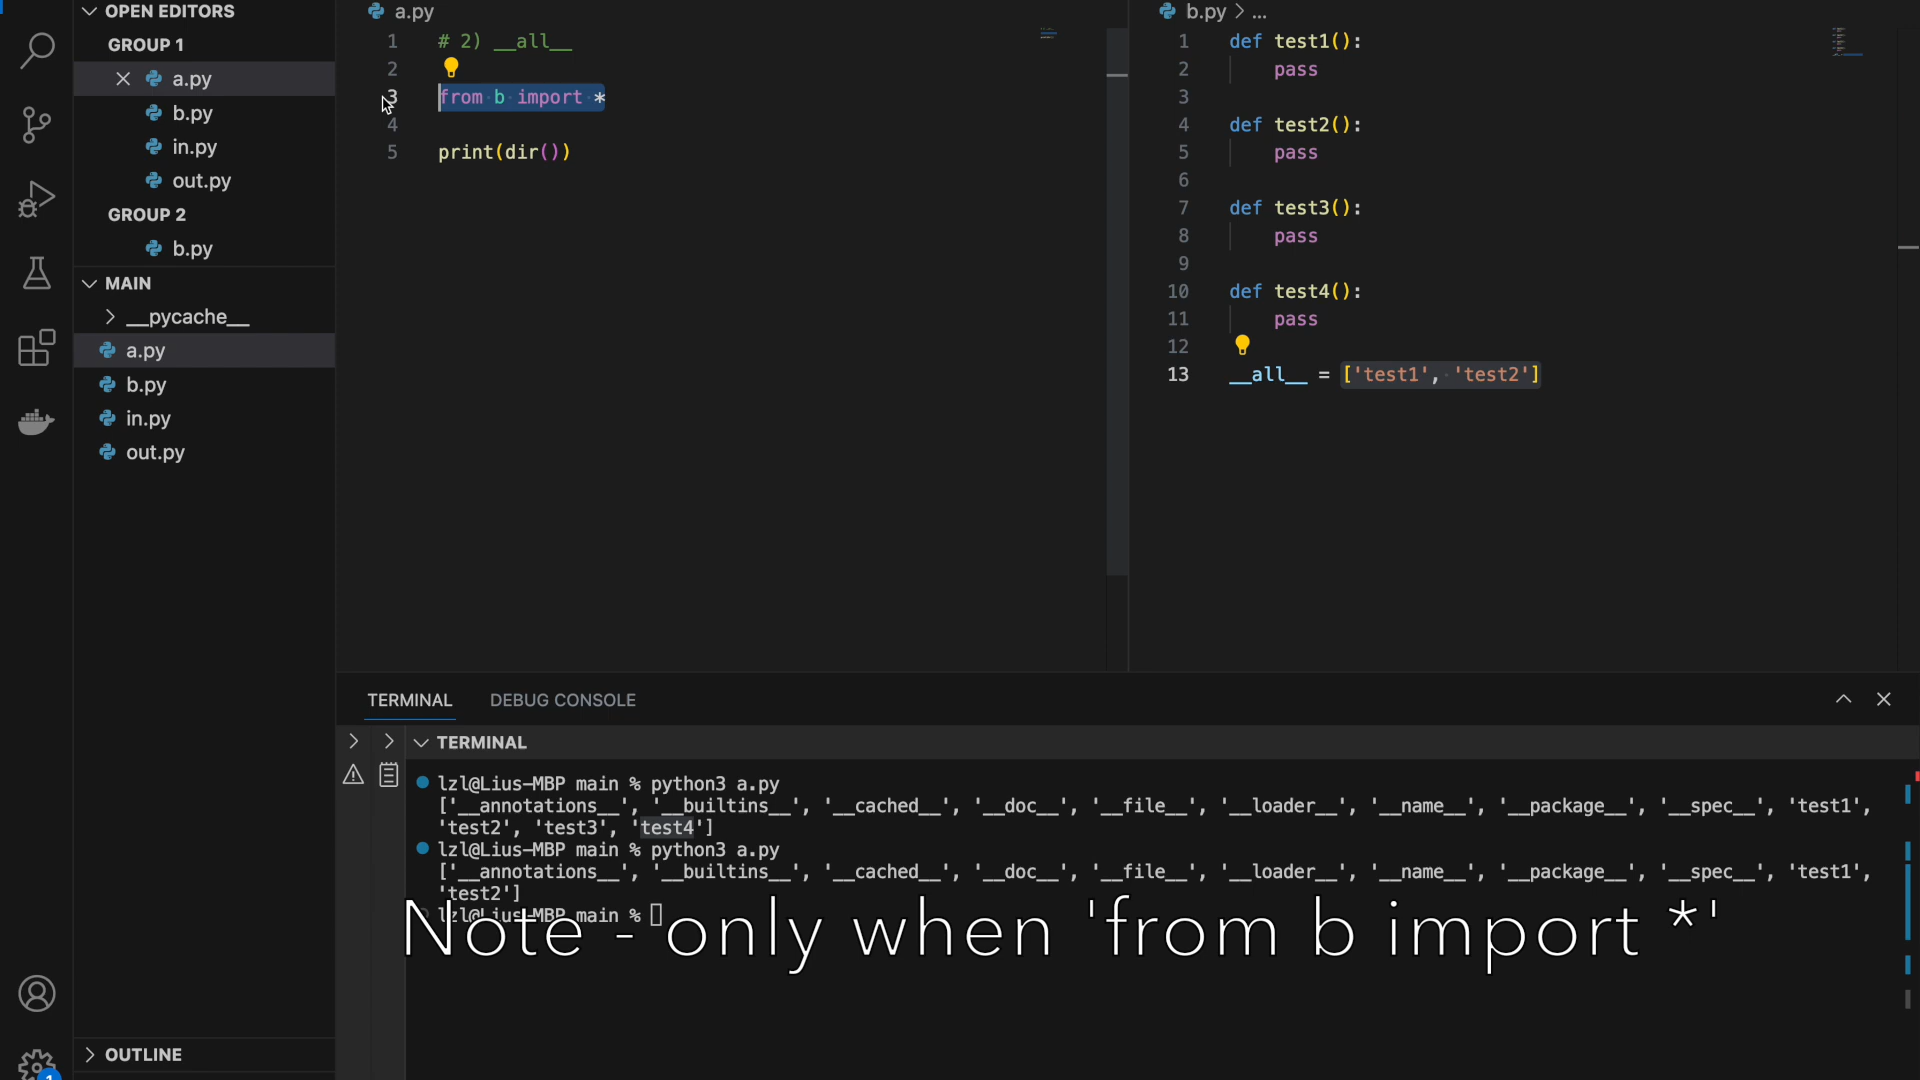 OPEN EDITORS
GROUP 1
a.py
b.py
in.py
out.py
GROUP 2
b.py
MAIN
__pycache__
a.py
b.py
in.py
out.py
OUTLINE
1
a.py
1 # 2) __all__
2
3 from b import *
4
5 print(dir())
b.py > ...
1 def test1():
2 pass
3
4 def test2():
5 pass
6
7 def test3():
8 pass
9
10 def test4():
11 pass
12
13 __all__ = ['test1', 'test2']
TERMINAL DEBUG CONSOLE
TERMINAL
lzl@Lius-MBP main % python3 a.py
['__annotations__', '__builtins__', '__cached__', '__doc__', '__file__', '__loader__', '__name__', '__package__', '__spec__', 'test1',
'test2', 'test3', 'test4']
lzl@Lius-MBP main % python3 a.py
['__annotations__', '__builtins__', '__cached__', '__doc__', '__file__', '__loader__', '__name__', '__package__', '__spec__', 'test1',
'test2']
lzl@Lius-MBP main %
Note - only when 'from b import *'